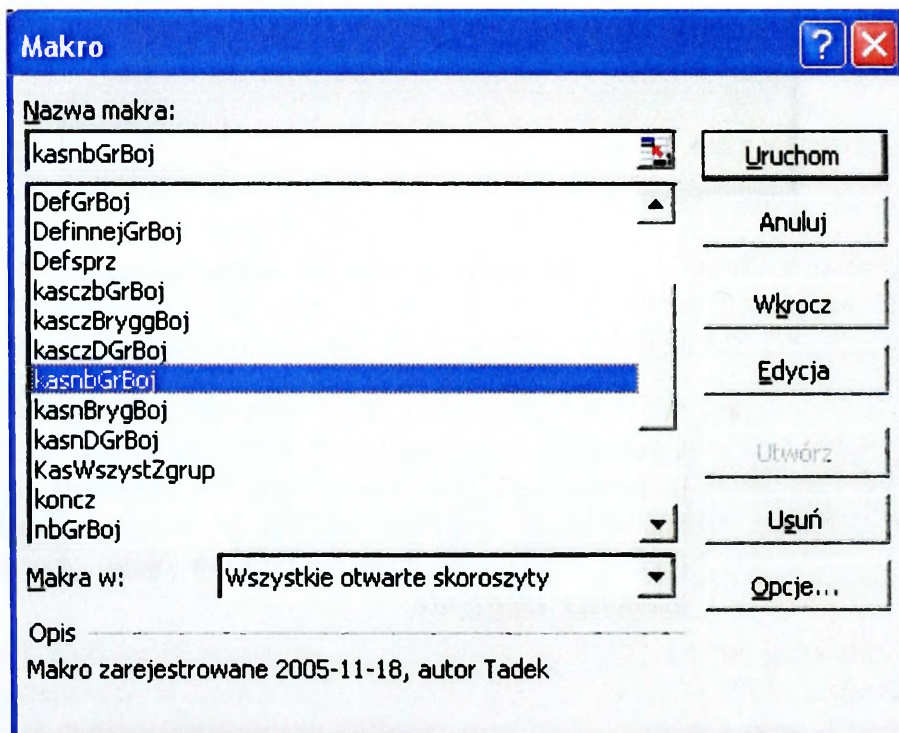 Makro
Nazwa makra:
kasnbGrBoj
DefGrBoj
DefinnejGrBoj
Defsprz
kasczbGrBoj
kasczBryggBoj
kasczDGrBoj
kasnbGrBoj
kasnBrygBoj
kasnDGrBoj
KasWszystZgrup
koncz
nbGrBoj
Makra w:
Wszystkie otwarte skoroszyty
Opis
Makro zarejestrowane 2005-11-18, autor Tadek
Uruchom
Anuluj
Wkrocz
Edycja
Utwórz
Usuń
Opcje...